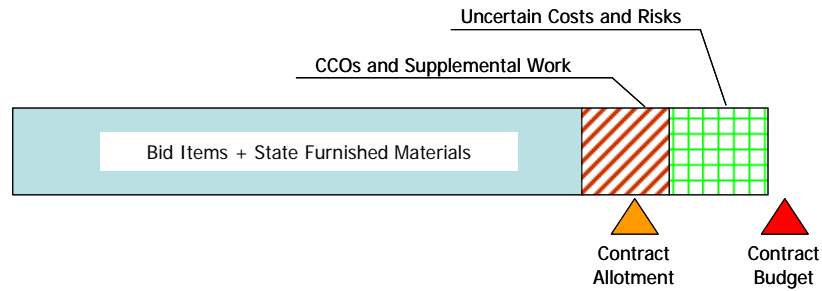 Uncertain Costs and Risks
CCOs and Supplemental Work
Bid Items + State Furnished Materials
Contract
Allotment
Contract
Budget